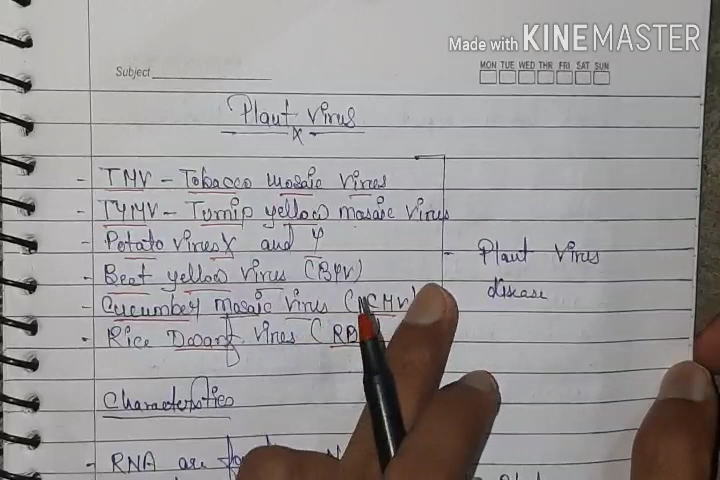 Made with KINEMASTER
Subject
MON TUE WED THR FRI SAT SUN
Plant Virus
- TMV - Tobacco mosaic virus
- TYMV - Turnip yellow mosaic virus
- Potato virus X and Y
- Beet yellow virus (BYV)
- Cucumber mosaic virus ( CMV)
- Rice Dwarf Virus (RD
- Plant Virus
disease
Characteristics
- RNA are